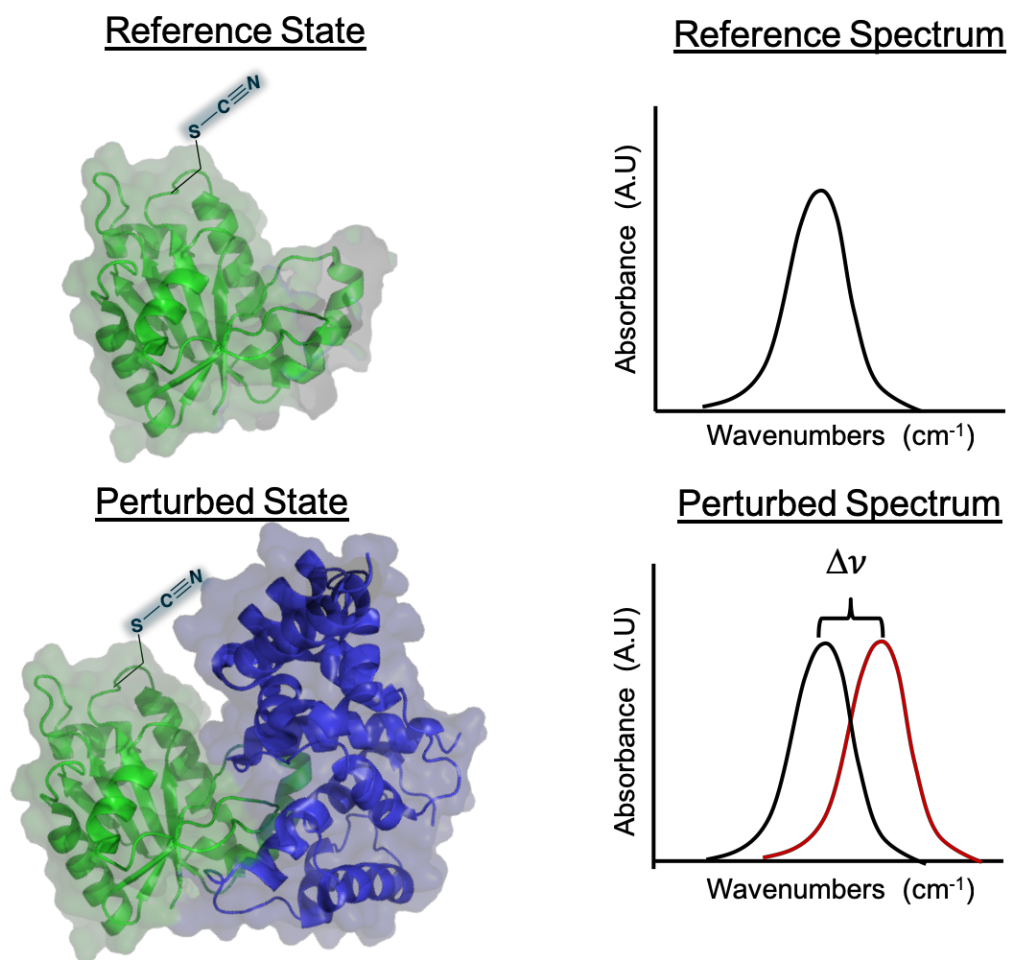 Reference State
Reference Spectrum
S C N
Absorbance (A.U)
Wavenumbers (cm⁻¹)
Perturbed State
Perturbed Spectrum
S C N
Δν
Absorbance (A.U)
Wavenumbers (cm⁻¹)